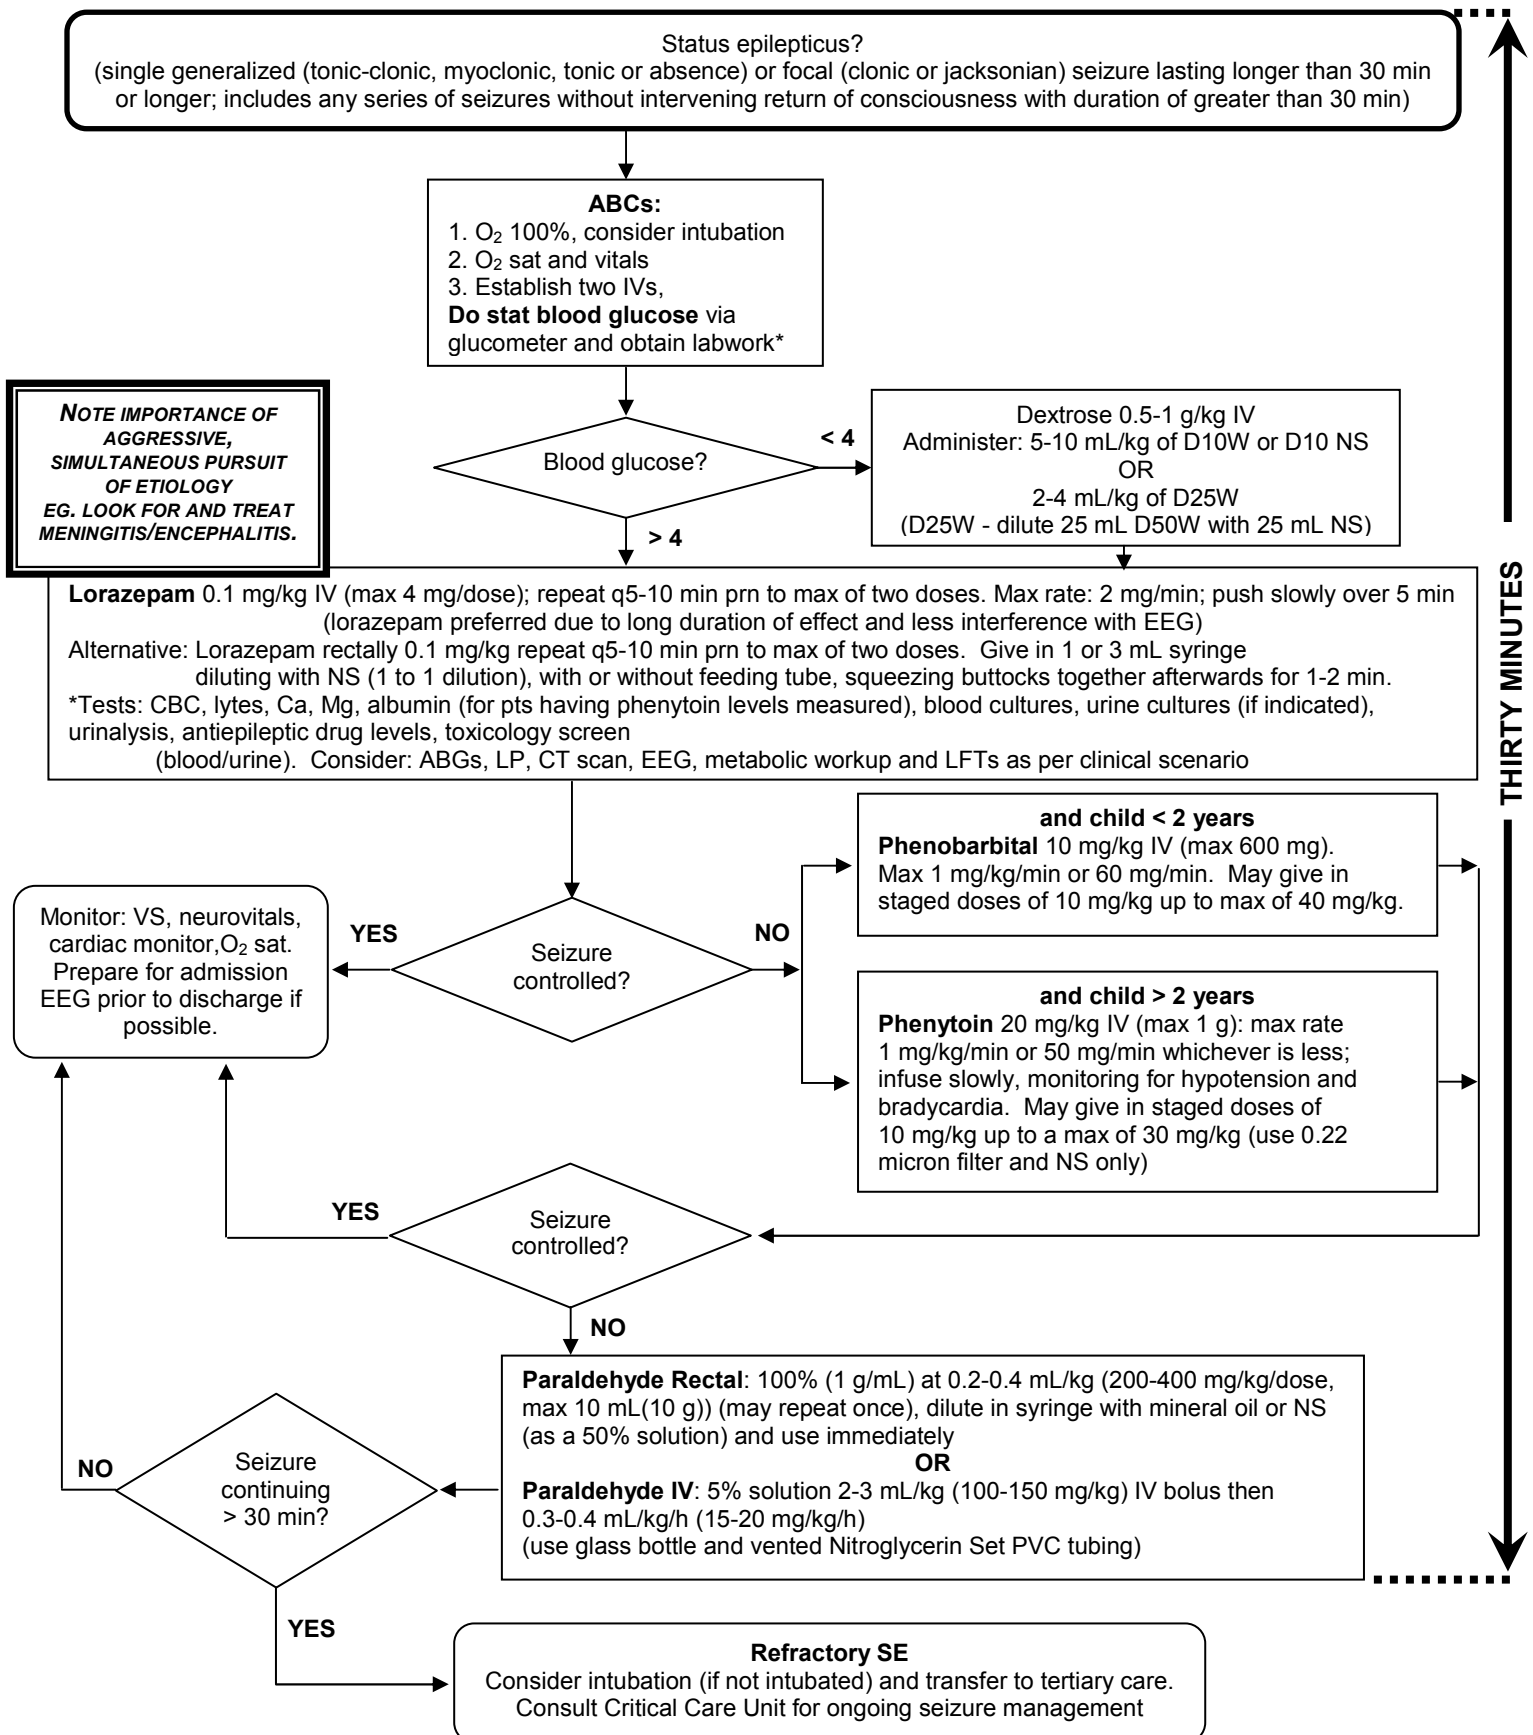 Status epilepticus?
(single generalized (tonic-clonic, myoclonic, tonic or absence) or focal (clonic or jacksonian) seizure lasting longer than 30 min
or longer; includes any series of seizures without intervening return of consciousness with duration of greater than 30 min)
ABCs:
1. O₂ 100%, consider intubation
2. O₂ sat and vitals
3. Establish two IVs,
Do stat blood glucose via
glucometer and obtain labwork*
NOTE IMPORTANCE OF
AGGRESSIVE,
SIMULTANEOUS PURSUIT
OF ETIOLOGY
EG. LOOK FOR AND TREAT
MENINGITIS/ENCEPHALITIS.
Blood glucose?
< 4
> 4
Dextrose 0.5-1 g/kg IV
Administer: 5-10 mL/kg of D10W or D10 NS
OR
2-4 mL/kg of D25W
(D25W - dilute 25 mL D50W with 25 mL NS)
Lorazepam 0.1 mg/kg IV (max 4 mg/dose); repeat q5-10 min prn to max of two doses. Max rate: 2 mg/min; push slowly over 5 min
(lorazepam preferred due to long duration of effect and less interference with EEG)
Alternative: Lorazepam rectally 0.1 mg/kg repeat q5-10 min prn to max of two doses. Give in 1 or 3 mL syringe
diluting with NS (1 to 1 dilution), with or without feeding tube, squeezing buttocks together afterwards for 1-2 min.
*Tests: CBC, lytes, Ca, Mg, albumin (for pts having phenytoin levels measured), blood cultures, urine cultures (if indicated),
urinalysis, antiepileptic drug levels, toxicology screen
(blood/urine). Consider: ABGs, LP, CT scan, EEG, metabolic workup and LFTs as per clinical scenario
THIRTY MINUTES
Monitor: VS, neurovitals,
cardiac monitor,O₂ sat.
Prepare for admission
EEG prior to discharge if
possible.
YES
Seizure
controlled?
NO
and child < 2 years
Phenobarbital 10 mg/kg IV (max 600 mg).
Max 1 mg/kg/min or 60 mg/min. May give in
staged doses of 10 mg/kg up to max of 40 mg/kg.
and child > 2 years
Phenytoin 20 mg/kg IV (max 1 g): max rate
1 mg/kg/min or 50 mg/min whichever is less;
infuse slowly, monitoring for hypotension and
bradycardia. May give in staged doses of
10 mg/kg up to a max of 30 mg/kg (use 0.22
micron filter and NS only)
YES
Seizure
controlled?
NO
Paraldehyde Rectal: 100% (1 g/mL) at 0.2-0.4 mL/kg (200-400 mg/kg/dose,
max 10 mL(10 g)) (may repeat once), dilute in syringe with mineral oil or NS
(as a 50% solution) and use immediately
OR
Paraldehyde IV: 5% solution 2-3 mL/kg (100-150 mg/kg) IV bolus then
0.3-0.4 mL/kg/h (15-20 mg/kg/h)
(use glass bottle and vented Nitroglycerin Set PVC tubing)
NO
Seizure
continuing
> 30 min?
YES
Refractory SE
Consider intubation (if not intubated) and transfer to tertiary care.
Consult Critical Care Unit for ongoing seizure management